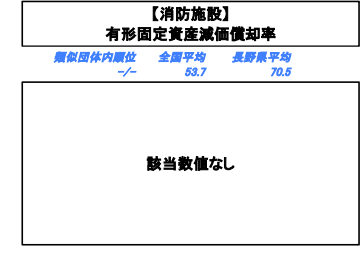 【消防施設】
有形固定資産減価償却率
類似団体内順位 全国平均 長野県平均
-/- 53.7 70.5
該当数値なし